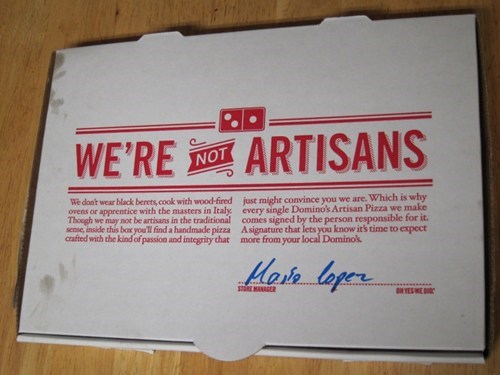 WE'RE NOT ARTISANS
We don't wear black berets, cook with wood-fired
ovens or apprentice with the masters in Italy.
Though we may not be artisans in the traditional
sense, inside this box you'll find a handmade pizza
crafted with the kind of passion and integrity that
just might convince you we are. Which is why
every single Domino's Artisan Pizza we make
comes signed by the person responsible for it.
A signature that lets you know it's time to expect
more from your local Domino's.
Mario Lopez
STORE MANAGER
OH YES WE DID.